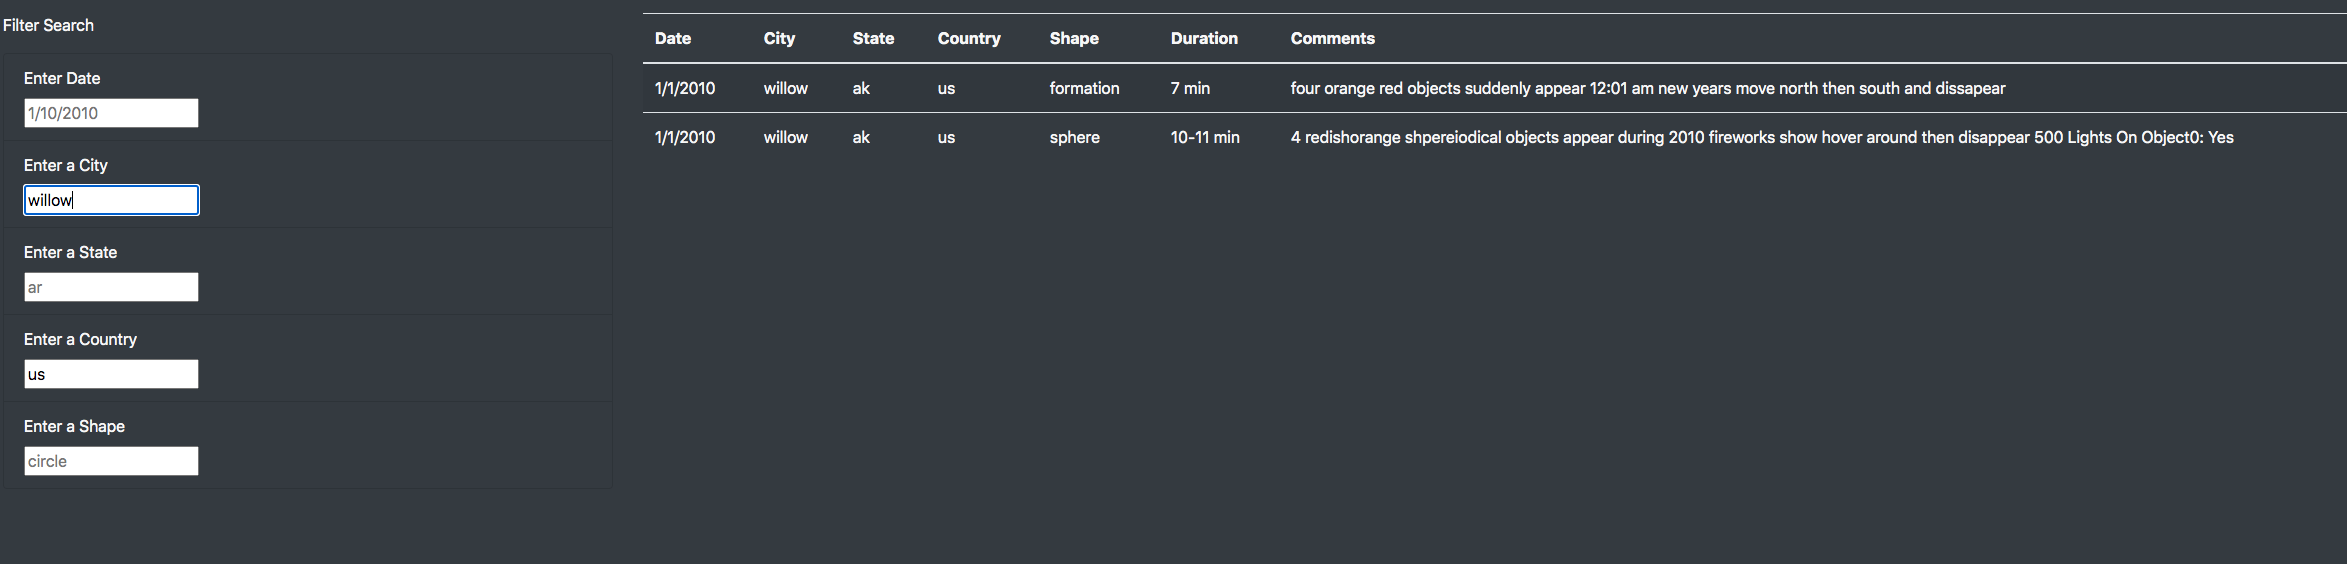 Filter Search
Enter Date
1/10/2010
Enter a City
willow
Enter a State
ar
Enter a Country
us
Enter a Shape
circle
Date City State Country Shape Duration Comments
1/1/2010 willow ak us formation 7 min four orange red objects suddenly appear 12:01 am new years move north then south and dissapear
1/1/2010 willow ak us sphere 10-11 min 4 redishorange shpereiodical objects appear during 2010 fireworks show hover around then disappear 500 Lights On Object0: Yes